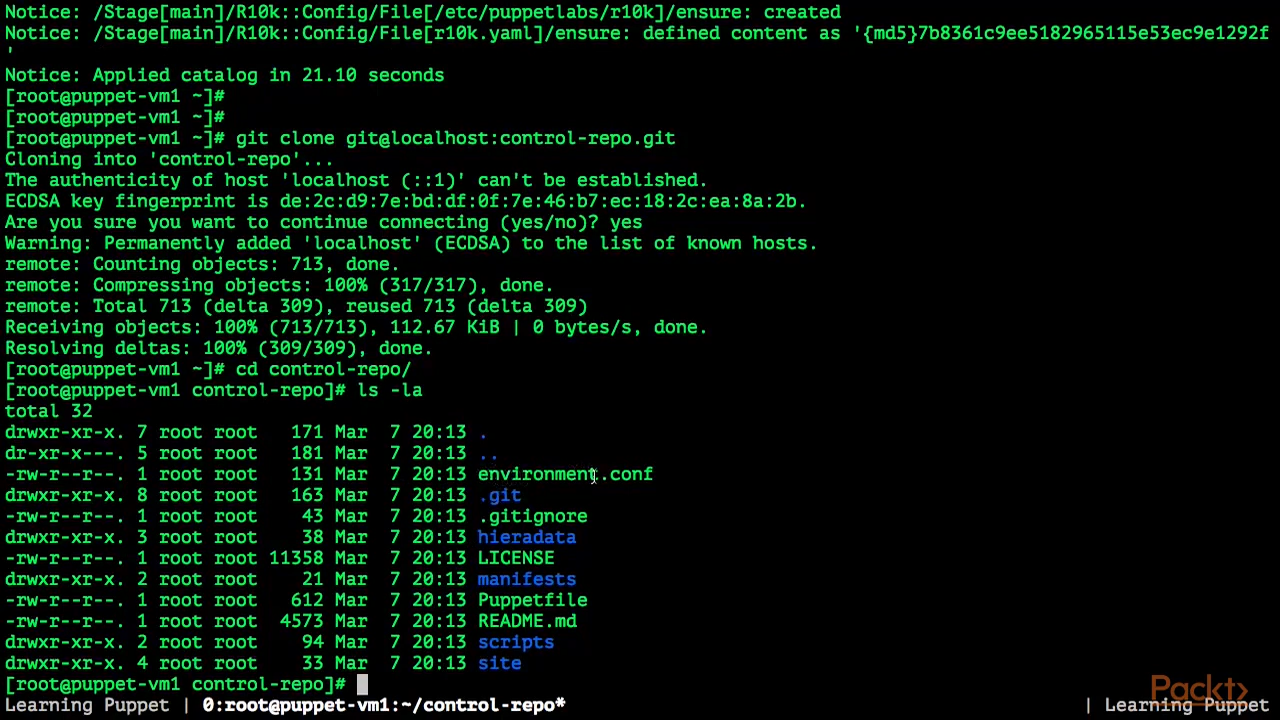 Notice: /Stage[main]/R10k::Config/File[/etc/puppetlabs/r10k]/ensure: created
Notice: /Stage[main]/R10k::Config/File[r10k.yaml]/ensure: defined content as '{md5}7b8361c9ee5182965115e53ec9e1292f
'
Notice: Applied catalog in 21.10 seconds
[root@puppet-vm1 ~]#
[root@puppet-vm1 ~]#
[root@puppet-vm1 ~]# git clone git@localhost:control-repo.git
Cloning into 'control-repo'...
The authenticity of host 'localhost (::1)' can't be established.
ECDSA key fingerprint is de:2c:d9:7e:bd:df:0f:7e:46:b7:ec:18:2c:ea:8a:2b.
Are you sure you want to continue connecting (yes/no)? yes
Warning: Permanently added 'localhost' (ECDSA) to the list of known hosts.
remote: Counting objects: 713, done.
remote: Compressing objects: 100% (317/317), done.
remote: Total 713 (delta 309), reused 713 (delta 309)
Receiving objects: 100% (713/713), 112.67 KiB | 0 bytes/s, done.
Resolving deltas: 100% (309/309), done.
[root@puppet-vm1 ~]# cd control-repo/
[root@puppet-vm1 control-repo]# ls -la
total 32
drwxr-xr-x. 7 root root   171 Mar  7 20:13 .
dr-xr-x---. 5 root root   181 Mar  7 20:13 ..
-rw-r--r--. 1 root root   131 Mar  7 20:13 environment.conf
drwxr-xr-x. 8 root root   163 Mar  7 20:13 .git
-rw-r--r--. 1 root root    43 Mar  7 20:13 .gitignore
drwxr-xr-x. 3 root root    38 Mar  7 20:13 hieradata
-rw-r--r--. 1 root root 11358 Mar  7 20:13 LICENSE
drwxr-xr-x. 2 root root    21 Mar  7 20:13 manifests
-rw-r--r--. 1 root root   612 Mar  7 20:13 Puppetfile
-rw-r--r--. 1 root root  4573 Mar  7 20:13 README.md
drwxr-xr-x. 2 root root    94 Mar  7 20:13 scripts
drwxr-xr-x. 4 root root    33 Mar  7 20:13 site
[root@puppet-vm1 control-repo]#
Packt>
Learning Puppet | 0:root@puppet-vm1:~/control-repo* | Learning Puppet